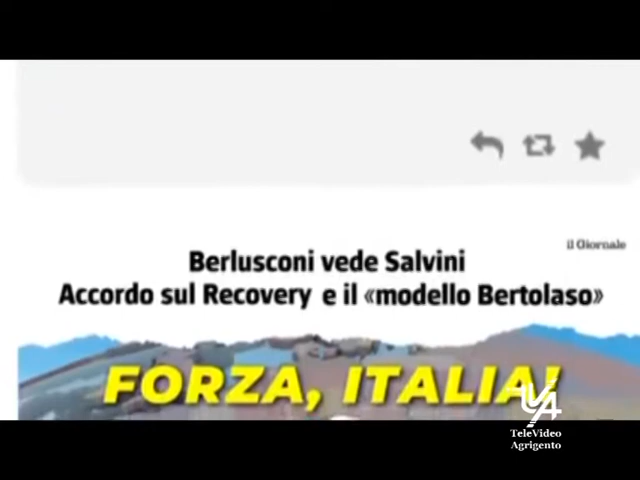 il Giornale
Berlusconi vede Salvini
Accordo sul Recovery e il «modello Bertolaso»
FORZA, ITALIA!
TeleVideo
Agrigento